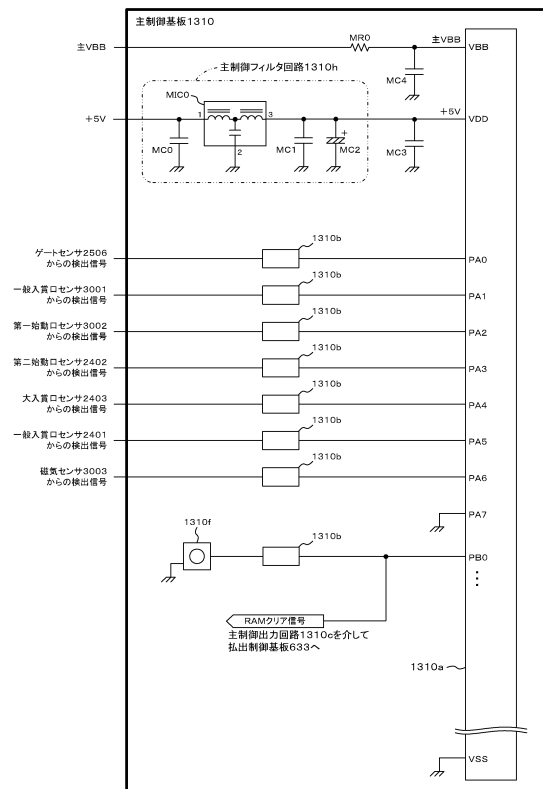 主制御基板1310
主VBB
MR0
主VBB
VBB
MC4
主制御フィルタ回路1310h
MIC0
+5V
1
3
2
MC0
MC1
+
MC2
+5V
VDD
MC3
ゲートセンサ2506
からの検出信号
1310b
PA0
一般入賞口センサ3001
からの検出信号
1310b
PA1
第一始動口センサ3002
からの検出信号
1310b
PA2
第二始動口センサ2402
からの検出信号
1310b
PA3
大入賞口センサ2403
からの検出信号
1310b
PA4
一般入賞口センサ2401
からの検出信号
1310b
PA5
磁気センサ3003
からの検出信号
1310b
PA6
PA7
1310f
1310b
PB0
RAMクリア信号
主制御出力回路1310cを介して
払出制御基板633へ
1310a
VSS